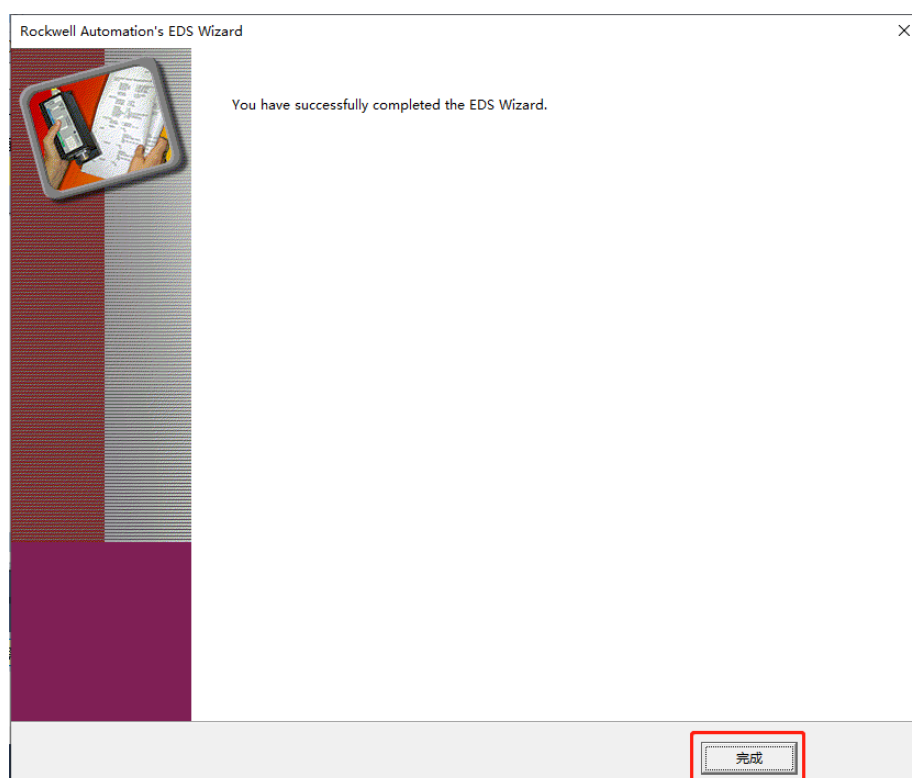 Rockwell Automation's EDS Wizard
You have successfully completed the EDS Wizard.
完成